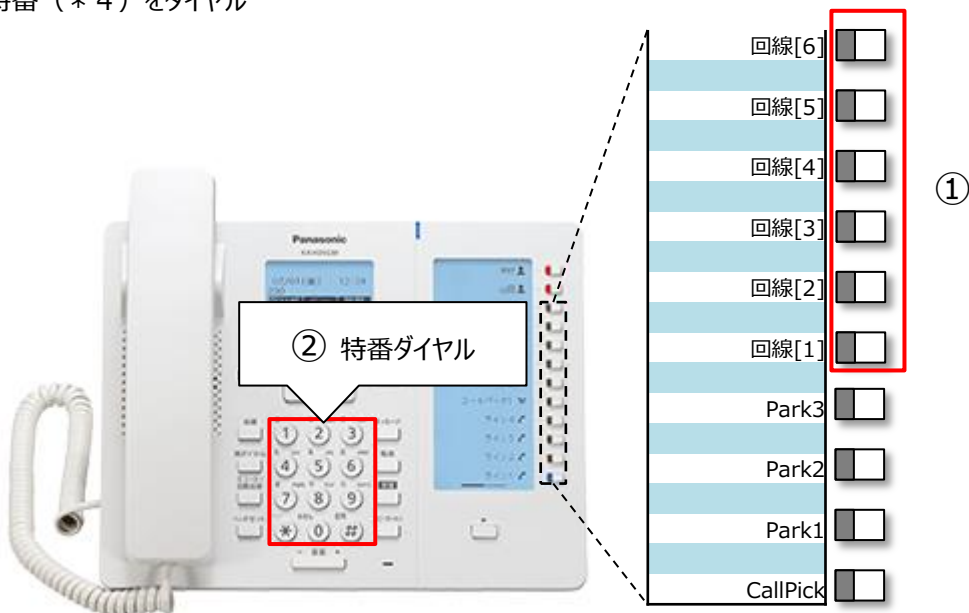 特番（＊４）をダイヤル
回線[6]
回線[5]
回線[4]
①
回線[3]
Panasonic
回線[2]
② 特番ダイヤル
回線[1]
Park3
1 2 3
Park2
4 5 6
7 8 9
Park1
* 0 #
CallPick